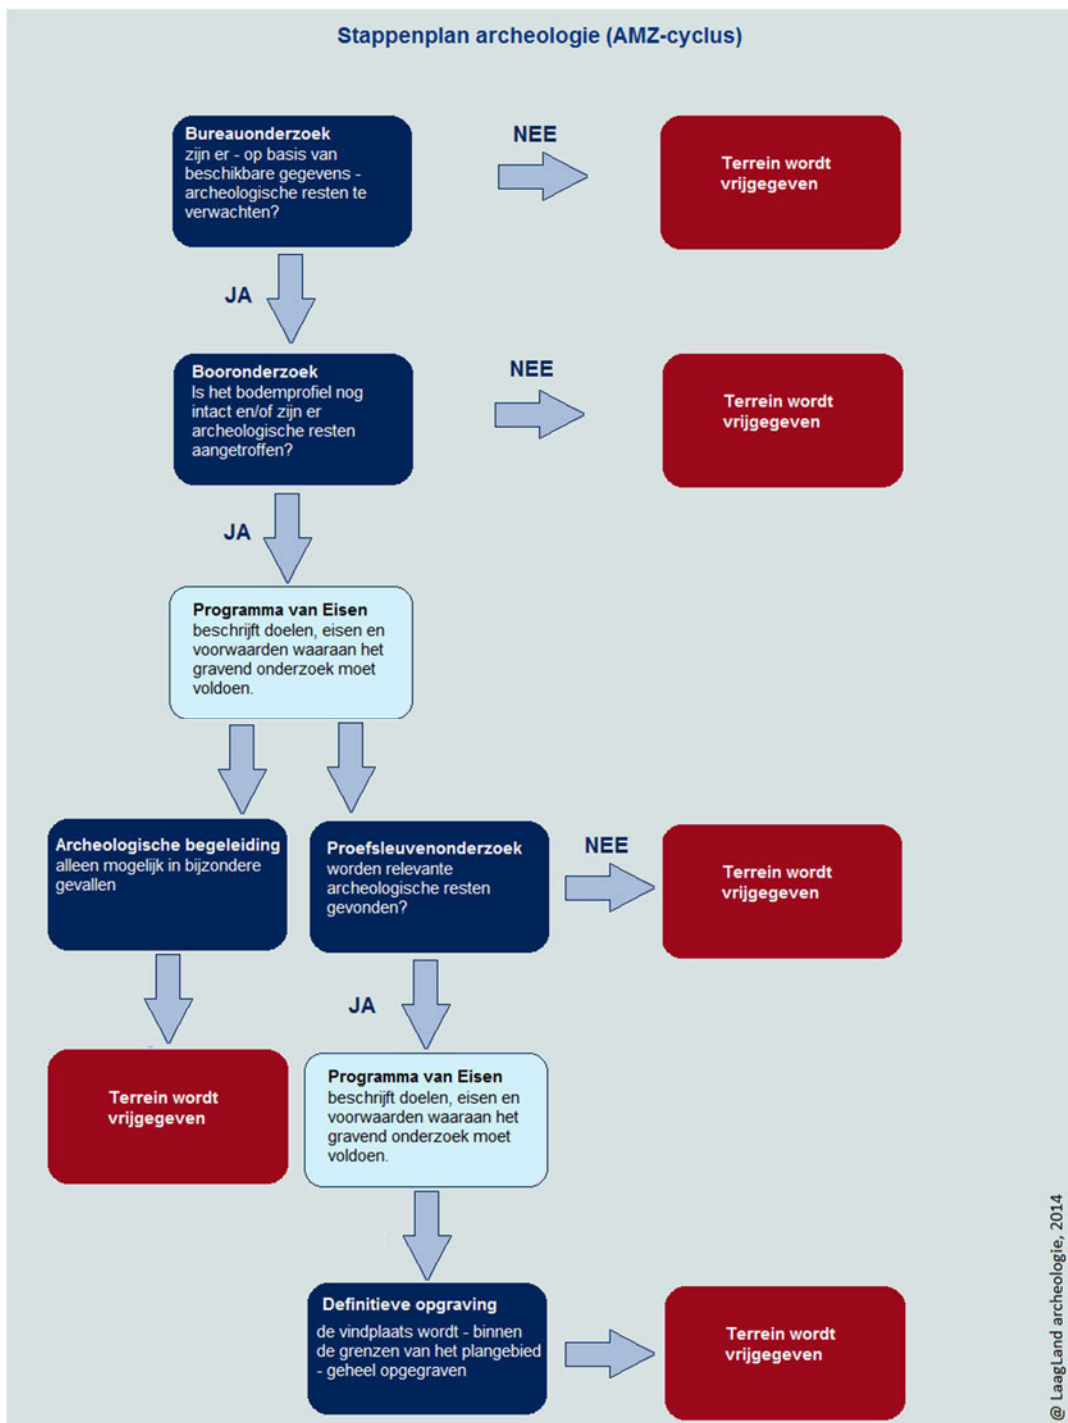 Stappenplan archeologie (AMZ-cyclus)
Bureauonderzoek
zijn er - op basis van
beschikbare gegevens -
archeologische resten te
verwachten?
NEE
Terrein wordt
vrijgegeven
JA
Booronderzoek
Is het bodemprofiel nog
intact en/of zijn er
archeologische resten
aangetroffen?
NEE
Terrein wordt
vrijgegeven
JA
Programma van Eisen
beschrijft doelen, eisen en
voorwaarden waaraan het
gravend onderzoek moet
voldoen.
Archeologische begeleiding
alleen mogelijk in bijzondere
gevallen
Proefsleuvenonderzoek
worden relevante
archeologische resten
gevonden?
NEE
Terrein wordt
vrijgegeven
JA
Terrein wordt
vrijgegeven
Programma van Eisen
beschrijft doelen, eisen en
voorwaarden waaraan het
gravend onderzoek moet
voldoen.
Definitieve opgraving
de vindplaats wordt - binnen
de grenzen van het plangebied
- geheel opgegraven
Terrein wordt
vrijgegeven
@ LaagLand archeologie, 2014